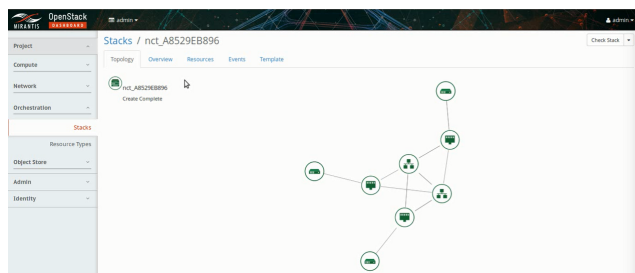 MIRANTIS
OpenStack
DASHBOARD
admin
admin
Project
Compute
Network
Orchestration
Stacks
Resource Types
Object Store
Admin
Identity
Stacks / nct_A8529EB896
Check Stack
Topology Overview Resources Events Template
nct_A8529EB896
Create Complete